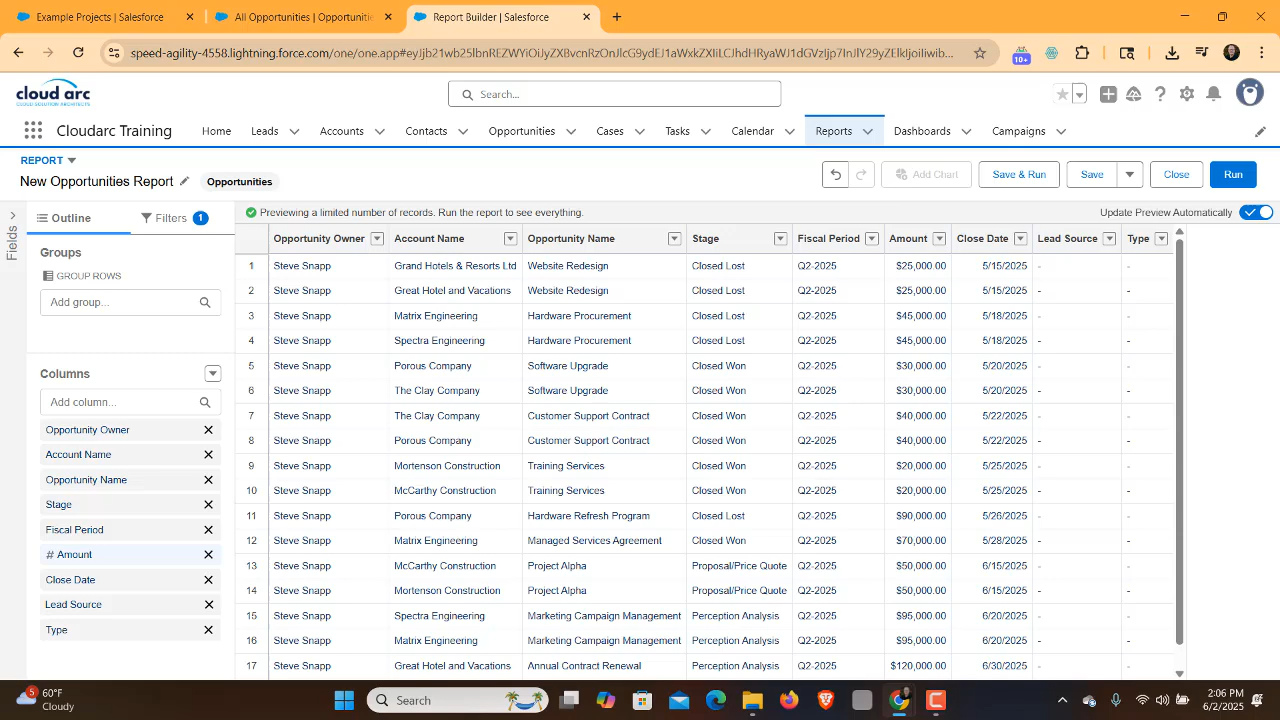 Example Projects | Salesforce
All Opportunities | Opportunitie
Report Builder | Salesforce
10+
cloud arc
CLOUD SOLUTION ARCHITECTS
Search...
Cloudarc Training
Home
Leads
Accounts
Contacts
Opportunities
Cases
Tasks
Calendar
Reports
Dashboards
Campaigns
REPORT
New Opportunities Report
Opportunities
Add Chart
Save & Run
Save
Close
Run
Fields
Outline
Filters 1
Previewing a limited number of records. Run the report to see everything.
Update Preview Automatically
Groups
GROUP ROWS
Add group...
Columns
Add column...
Opportunity Owner
Account Name
Opportunity Name
Stage
Fiscal Period
# Amount
Close Date
Lead Source
Type
Opportunity Owner Account Name Opportunity Name Stage Fiscal Period Amount Close Date Lead Source Type
1 Steve Snapp Grand Hotels & Resorts Ltd Website Redesign Closed Lost Q2-2025 $25,000.00 5/15/2025 - -
2 Steve Snapp Great Hotel and Vacations Website Redesign Closed Lost Q2-2025 $25,000.00 5/15/2025 - -
3 Steve Snapp Matrix Engineering Hardware Procurement Closed Lost Q2-2025 $45,000.00 5/18/2025 - -
4 Steve Snapp Spectra Engineering Hardware Procurement Closed Lost Q2-2025 $45,000.00 5/18/2025 - -
5 Steve Snapp Porous Company Software Upgrade Closed Won Q2-2025 $30,000.00 5/20/2025 - -
6 Steve Snapp The Clay Company Software Upgrade Closed Won Q2-2025 $30,000.00 5/20/2025 - -
7 Steve Snapp The Clay Company Customer Support Contract Closed Won Q2-2025 $40,000.00 5/22/2025 - -
8 Steve Snapp Porous Company Customer Support Contract Closed Won Q2-2025 $40,000.00 5/22/2025 - -
9 Steve Snapp Mortenson Construction Training Services Closed Won Q2-2025 $20,000.00 5/25/2025 - -
10 Steve Snapp McCarthy Construction Training Services Closed Won Q2-2025 $20,000.00 5/25/2025 - -
11 Steve Snapp Porous Company Hardware Refresh Program Closed Lost Q2-2025 $90,000.00 5/26/2025 - -
12 Steve Snapp Matrix Engineering Managed Services Agreement Closed Won Q2-2025 $70,000.00 5/28/2025 - -
13 Steve Snapp McCarthy Construction Project Alpha Proposal/Price Quote Q2-2025 $50,000.00 6/15/2025 - -
14 Steve Snapp Mortenson Construction Project Alpha Proposal/Price Quote Q2-2025 $50,000.00 6/15/2025 - -
15 Steve Snapp Spectra Engineering Marketing Campaign Management Perception Analysis Q2-2025 $95,000.00 6/20/2025 - -
16 Steve Snapp Matrix Engineering Marketing Campaign Management Perception Analysis Q2-2025 $95,000.00 6/20/2025 - -
17 Steve Snapp Great Hotel and Vacations Annual Contract Renewal Perception Analysis Q2-2025 $120,000.00 6/30/2025 - -
5
60°F
Cloudy
Search
2:06 PM
6/2/2025